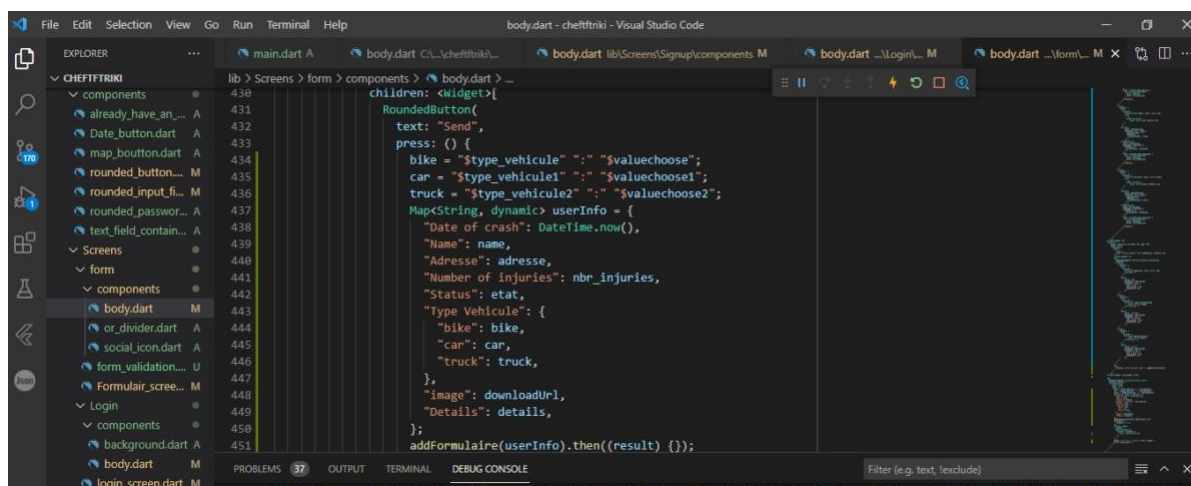 File Edit Selection View Go Run Terminal Help body.dart - cheftftriki - Visual Studio Code
EXPLORER ...
main.dart A body.dart C:\...\cheftftriki\... body.dart lib\Screens\Signup\components M body.dart ...\Login\... M body.dart ...\form\... M
CHEFTFTRIKI
lib > Screens > form > components > body.dart > ...
components
already_have_an_... A
Date_button.dart A
map_boutton.dart A
rounded_button.... M
rounded_input_fi... M
rounded_passwor... A
text_field_contain... A
Screens
form
components
body.dart M
or_divider.dart A
social_icon.dart A
form_validation.... U
Formulair_scree... M
Login
components
background.dart A
body.dart M
login_screen.dart M
170
1
Json
430 children: <Widget>[
431 RoundedButton(
432 text: "Send",
433 press: () {
434 bike = "$type_vehicule" ":" "$valuechoose";
435 car = "$type_vehicule1" ":" "$valuechoose1";
436 truck = "$type_vehicule2" ":" "$valuechoose2";
437 Map<String, dynamic> userInfo = {
438 "Date of crash": DateTime.now(),
439 "Name": name,
440 "Adresse": adresse,
441 "Number of injuries": nbr_injuries,
442 "Status": etat,
443 "Type Vehicule": {
444 "bike": bike,
445 "car": car,
446 "truck": truck,
447 },
448 "image": downloadUrl,
449 "Details": details,
450 };
451 addFormulaire(userInfo).then((result) {});
PROBLEMS 37 OUTPUT TERMINAL DEBUG CONSOLE Filter (e.g. text, !exclude)